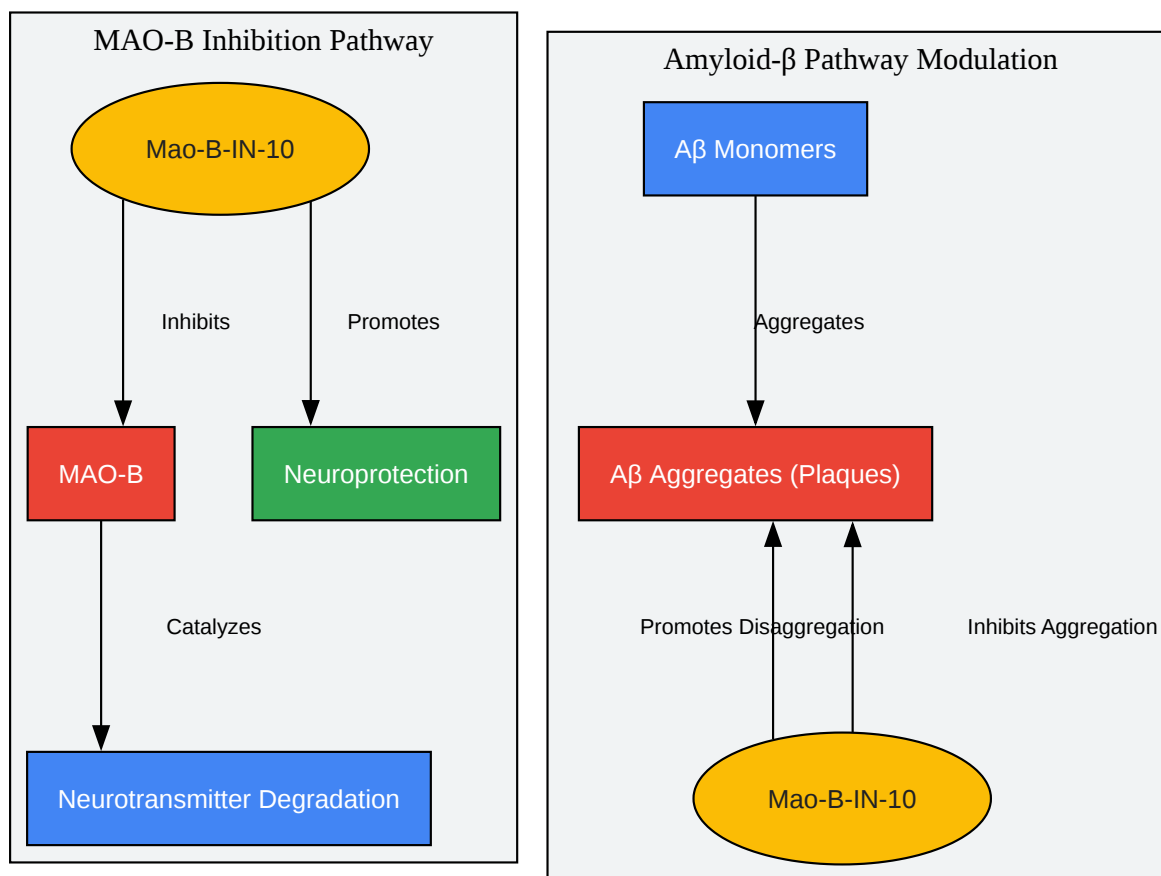 MAO-B Inhibition Pathway
Mao-B-IN-10
Inhibits
Promotes
MAO-B
Neuroprotection
Catalyzes
Neurotransmitter Degradation
Amyloid-β Pathway Modulation
Aβ Monomers
Aggregates
Aβ Aggregates (Plaques)
Promotes Disaggregation
Inhibits Aggregation
Mao-B-IN-10